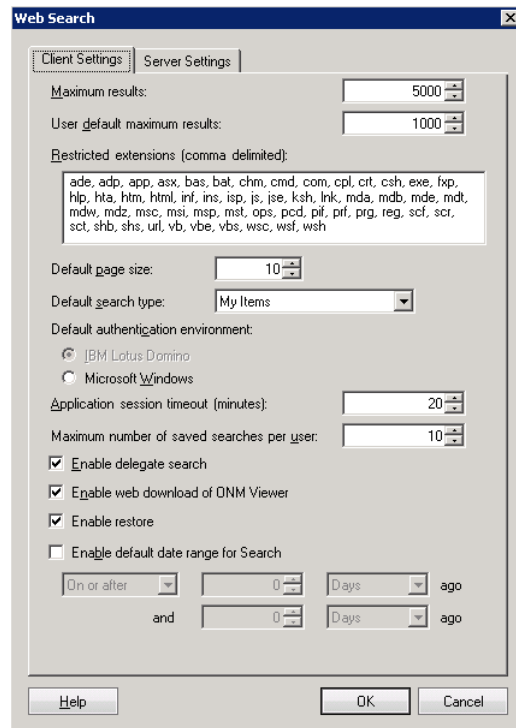 Web Search
Client Settings
Server Settings
Maximum results:
5000
User default maximum results:
1000
Restricted extensions (comma delimited):
ade, adp, app, asx, bas, bat, chm, cmd, com, cpl, crt, csh, exe, fxp,
hlp, hta, htm, html, inf, ins, isp, js, jse, ksh, lnk, mda, mdb, mde, mdt,
mdw, mdz, msc, msi, msp, mst, ops, pcd, pif, prf, prg, reg, scf, scr,
sct, shb, shs, url, vb, vbe, vbs, wsc, wsf, wsh
Default page size:
10
Default search type:
My Items
Default authentication environment:
IBM Lotus Domino
Microsoft Windows
Application session timeout (minutes):
20
Maximum number of saved searches per user:
10
Enable delegate search
Enable web download of ONM Viewer
Enable restore
Enable default date range for Search
On or after
0
Days
ago
and
0
Days
ago
Help
OK
Cancel